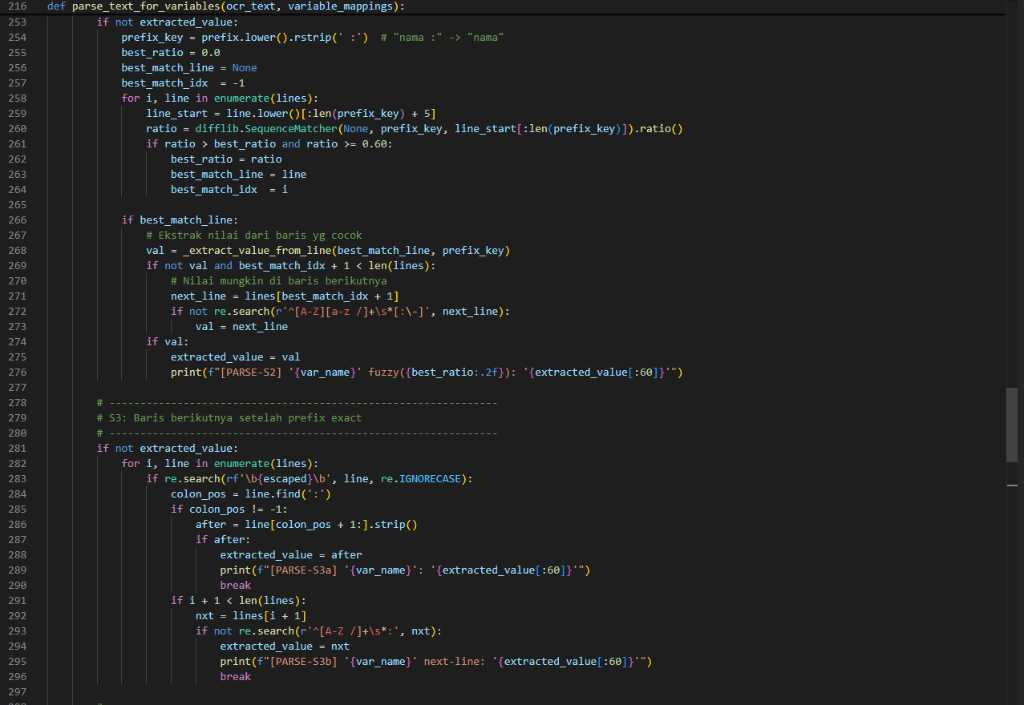 216 def parse_text_for_variables(ocr_text, variable_mappings):
253 if not extracted_value:
254 prefix_key = prefix.lower().rstrip(' :') # "nama :" -> "nama"
255 best_ratio = 0.0
256 best_match_line = None
257 best_match_idx = -1
258 for i, line in enumerate(lines):
259 line_start = line.lower()[:len(prefix_key) + 5]
260 ratio = difflib.SequenceMatcher(None, prefix_key, line_start[:len(prefix_key)]).ratio()
261 if ratio > best_ratio and ratio >= 0.60:
262 best_ratio = ratio
263 best_match_line = line
264 best_match_idx = i
265
266 if best_match_line:
267 # Ekstrak nilai dari baris yg cocok
268 val = _extract_value_from_line(best_match_line, prefix_key)
269 if not val and best_match_idx + 1 < len(lines):
270 # Nilai mungkin di baris berikutnya
271 next_line = lines[best_match_idx + 1]
272 if not re.search(r'^[A-Z][a-z /]+\s*[:\-]', next_line):
273 val = next_line
274 if val:
275 extracted_value = val
276 print(f"[PARSE-S2] '{var_name}' fuzzy({best_ratio:.2f}): '{extracted_value[:60]}'")
277
278 # ----------------------------------------------------------------
279 # S3: Baris berikutnya setelah prefix exact
280 # ----------------------------------------------------------------
281 if not extracted_value:
282 for i, line in enumerate(lines):
283 if re.search(rf'\b{escaped}\b', line, re.IGNORECASE):
284 colon_pos = line.find(':')
285 if colon_pos != -1:
286 after = line[colon_pos + 1:].strip()
287 if after:
288 extracted_value = after
289 print(f"[PARSE-S3a] '{var_name}': '{extracted_value[:60]}'")
290 break
291 if i + 1 < len(lines):
292 nxt = lines[i + 1]
293 if not re.search(r'^[A-Z /]+\s*:', nxt):
294 extracted_value = nxt
295 print(f"[PARSE-S3b] '{var_name}' next-line: '{extracted_value[:60]}'")
296 break
297